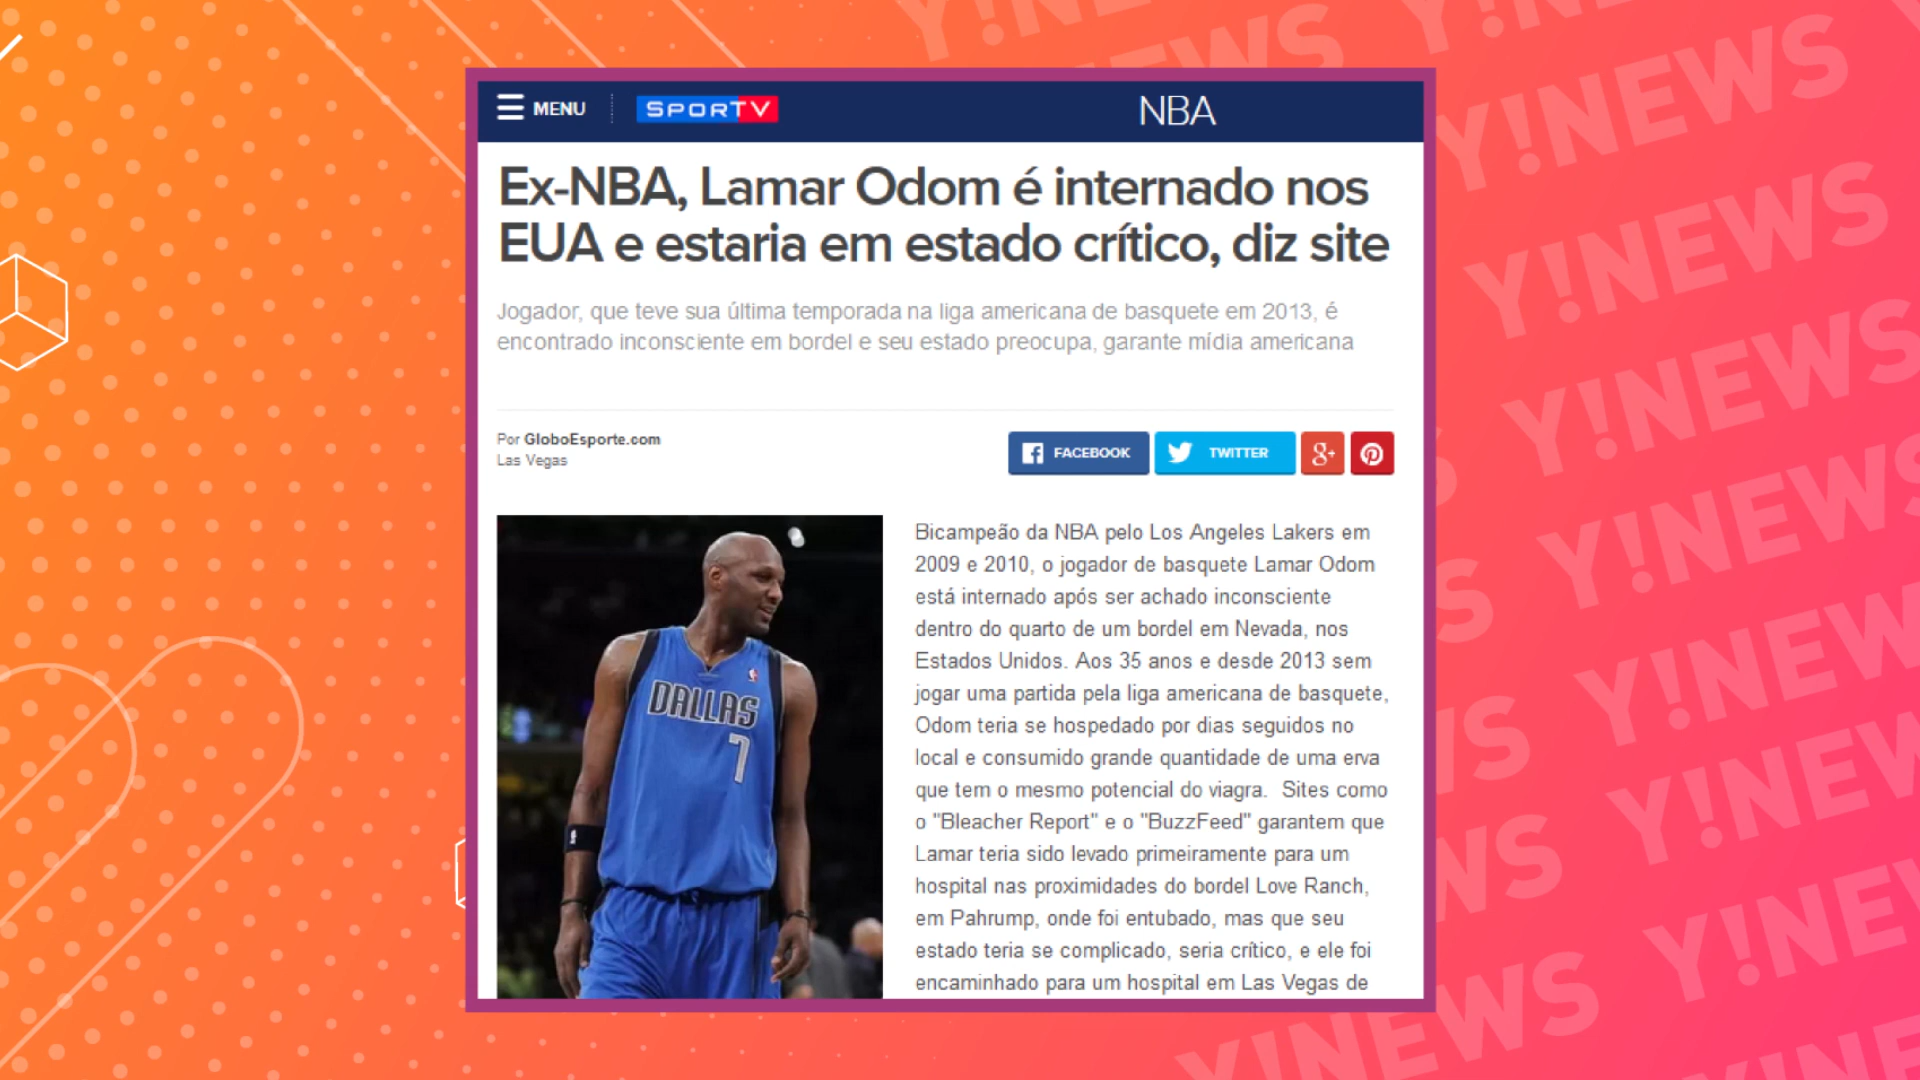 Y!NEWS
Y!NEWS
Y!NEWS
MENU
SPORTV
NBA
Ex-NBA, Lamar Odom é internado nos
EUA e estaria em estado crítico, diz site
Jogador, que teve sua última temporada na liga americana de basquete em 2013, é
encontrado inconsciente em bordel e seu estado preocupa, garante mídia americana
Por GloboEsporte.com
Las Vegas
FACEBOOK
TWITTER
g+
Bicampeão da NBA pelo Los Angeles Lakers em
2009 e 2010, o jogador de basquete Lamar Odom
está internado após ser achado inconsciente
dentro do quarto de um bordel em Nevada, nos
Estados Unidos. Aos 35 anos e desde 2013 sem
jogar uma partida pela liga americana de basquete,
Odom teria se hospedado por dias seguidos no
local e consumido grande quantidade de uma erva
que tem o mesmo potencial do viagra. Sites como
o "Bleacher Report" e o "BuzzFeed" garantem que
Lamar teria sido levado primeiramente para um
hospital nas proximidades do bordel Love Ranch,
em Pahrump, onde foi entubado, mas que seu
estado teria se complicado, seria crítico, e ele foi
encaminhado para um hospital em Las Vegas de
DALLAS
7
Y!NEWS
Y!NEWS
Y!NEWS
Y!NEWS